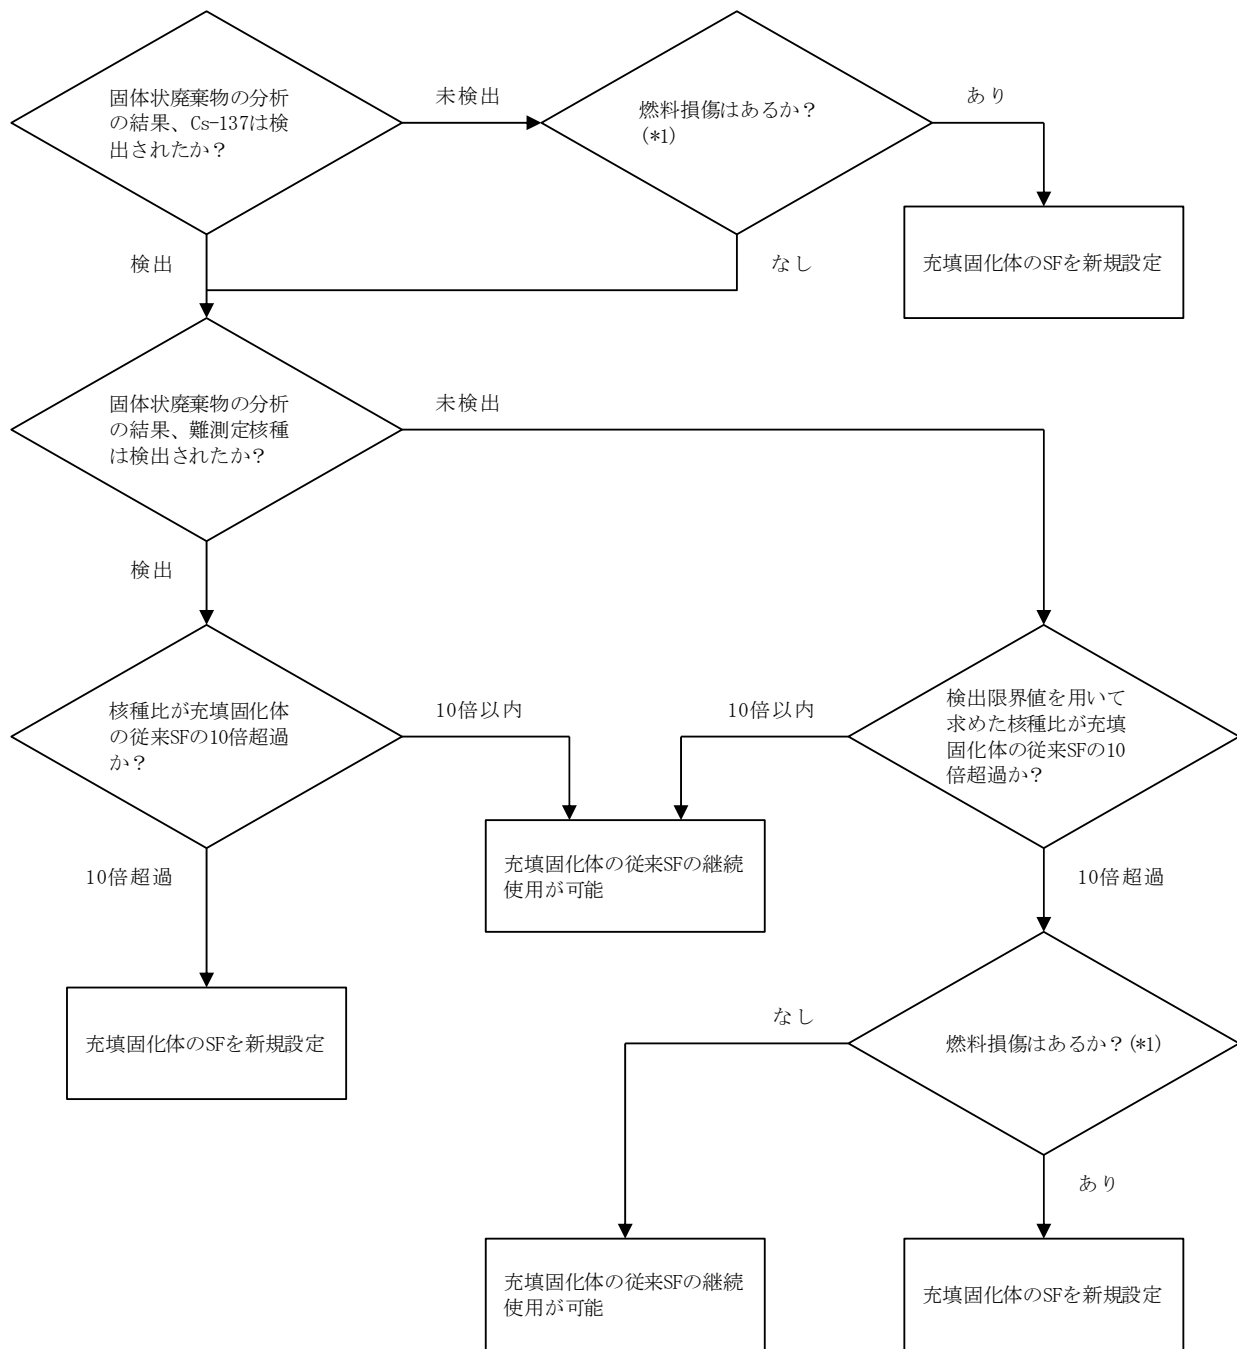 固体状廃棄物の分析
の結果、Cs-137は検
出されたか？
未検出
燃料損傷はあるか？
(*1)
あり
検出
なし
充填固化体のSFを新規設定
固体状廃棄物の分析
の結果、難測定核種
は検出されたか？
未検出
検出
核種比が充填固化体
の従来SFの10倍超過
か？
10倍以内
10倍以内
検出限界値を用いて
求めた核種比が充填
固化体の従来SFの10
倍超過か？
10倍超過
充填固化体の従来SFの継続
使用が可能
10倍超過
充填固化体のSFを新規設定
なし
燃料損傷はあるか？(*1)
あり
充填固化体の従来SFの継続
使用が可能
充填固化体のSFを新規設定